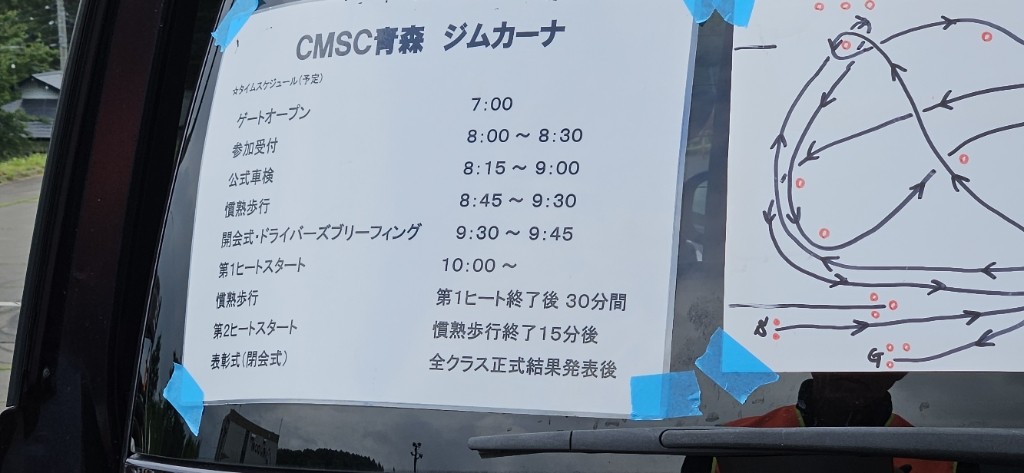 CMSC青森 ジムカーナ
☆タイムスケジュール(予定)
ゲートオープン 7:00
参加受付 8:00～8:30
公式車検 8:15～9:00
慣熟歩行 8:45～9:30
開会式・ドライバーズブリーフィング 9:30～9:45
第1ヒートスタート 10:00～
慣熟歩行 第1ヒート終了後 30分間
第2ヒートスタート 慣熟歩行終了15分後
表彰式(閉会式) 全クラス正式結果発表後
S
G